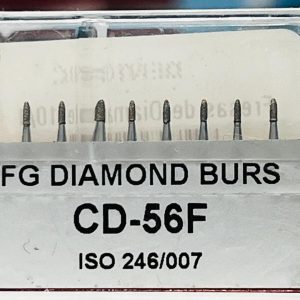 FG DIAMOND BURS
CD-56F
ISO 246/007